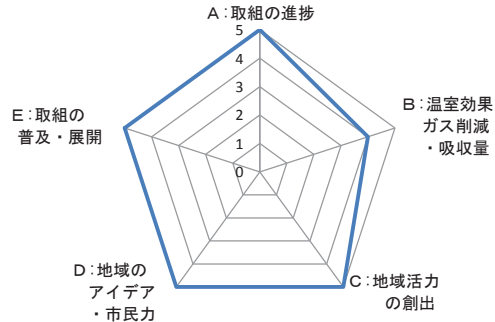 A:取組の進捗
5
4
3
2
1
0
B:温室効果
ガス削減
・吸収量
C:地域活力
の創出
D:地域の
アイデア
・市民力
E:取組の
普及・展開